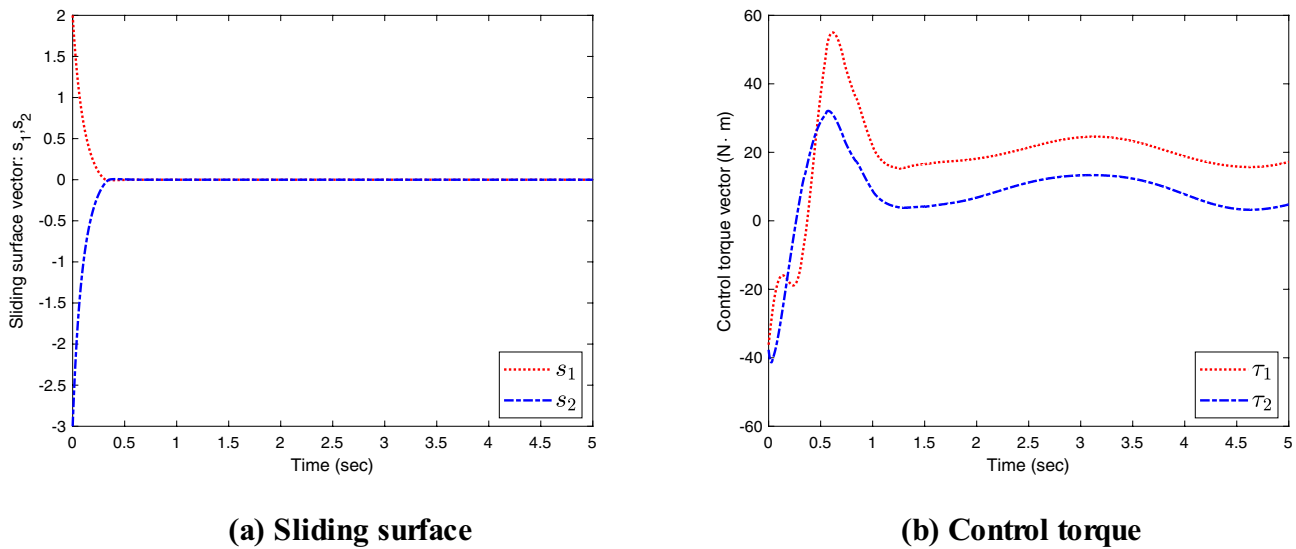 2
1.5
1
0.5
0
-0.5
-1
-1.5
-2
-2.5
-3
Sliding surface vector: s1,s2
0 0.5 1 1.5 2 2.5 3 3.5 4 4.5 5
Time (sec)
s1
s2
(a) Sliding surface
60
40
20
0
-20
-40
-60
Control torque vector (N · m)
0 0.5 1 1.5 2 2.5 3 3.5 4 4.5 5
Time (sec)
τ1
τ2
(b) Control torque